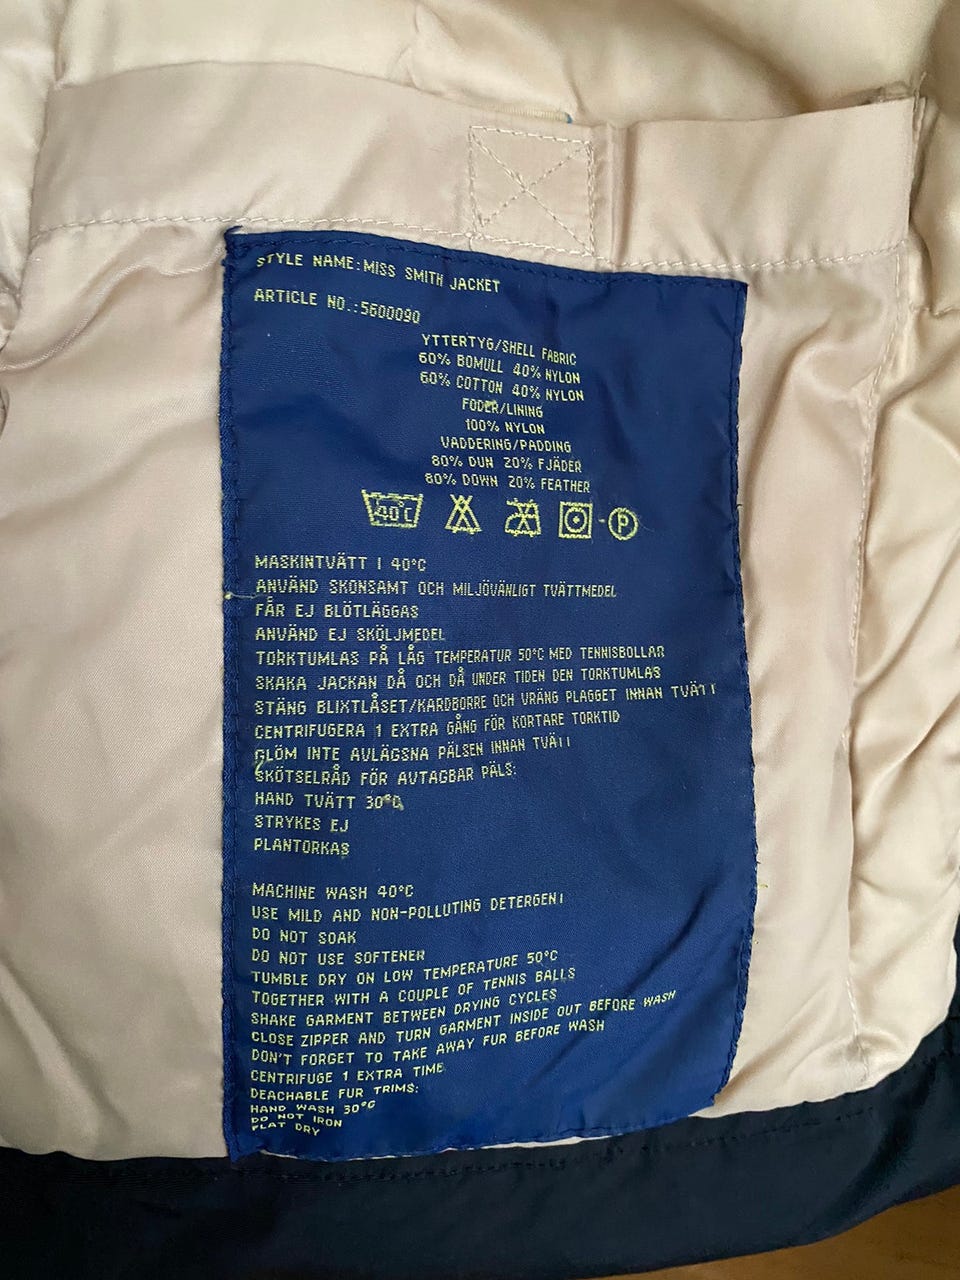 STYLE NAME:MISS SMITH JACKET
ARTICLE NO.:5600090
YTTERTYG/SHELL FABRIC
60% BOMULL 40% NYLON
60% COTTON 40% NYLON
FODER/LINING
100% NYLON
VADDERING/PADDING
80% DUN 20% FJÄDER
80% DOWN 20% FEATHER
40°C P
MASKINTVÄTT I 40°C
ANVÄND SKONSAMT OCH MILJÖVÄNLIGT TVÄTTMEDEL
FÅR EJ BLÖTLÄGGAS
ANVÄND EJ SKÖLJMEDEL
TORKTUMLAS PÅ LÅG TEMPERATUR 50°C MED TENNISBOLLAR
SKAKA JACKAN DÅ OCH DÅ UNDER TIDEN DEN TORKTUMLAS
STÄNG BLIXTLÅSET/KARDBORRE OCH VRÄNG PLAGGET INNAN TVÄTT
CENTRIFUGERA 1 EXTRA GÅNG FÖR KORTARE TORKTID
GLÖM INTE AVLÄGSNA PÄLSEN INNAN TVÄTT
SKÖTSELRÅD FÖR AVTAGBAR PÄLS:
HAND TVÄTT 30°C
STRYKES EJ
PLANTORKAS
MACHINE WASH 40°C
USE MILD AND NON-POLLUTING DETERGENT
DO NOT SOAK
DO NOT USE SOFTENER
TUMBLE DRY ON LOW TEMPERATURE 50°C
TOGETHER WITH A COUPLE OF TENNIS BALLS
SHAKE GARMENT BETWEEN DRYING CYCLES
CLOSE ZIPPER AND TURN GARMENT INSIDE OUT BEFORE WASH
DON'T FORGET TO TAKE AWAY FUR BEFORE WASH
CENTRIFUGE 1 EXTRA TIME
DEACHABLE FUR TRIMS:
HAND WASH 30°C
DO NOT IRON
FLAT DRY